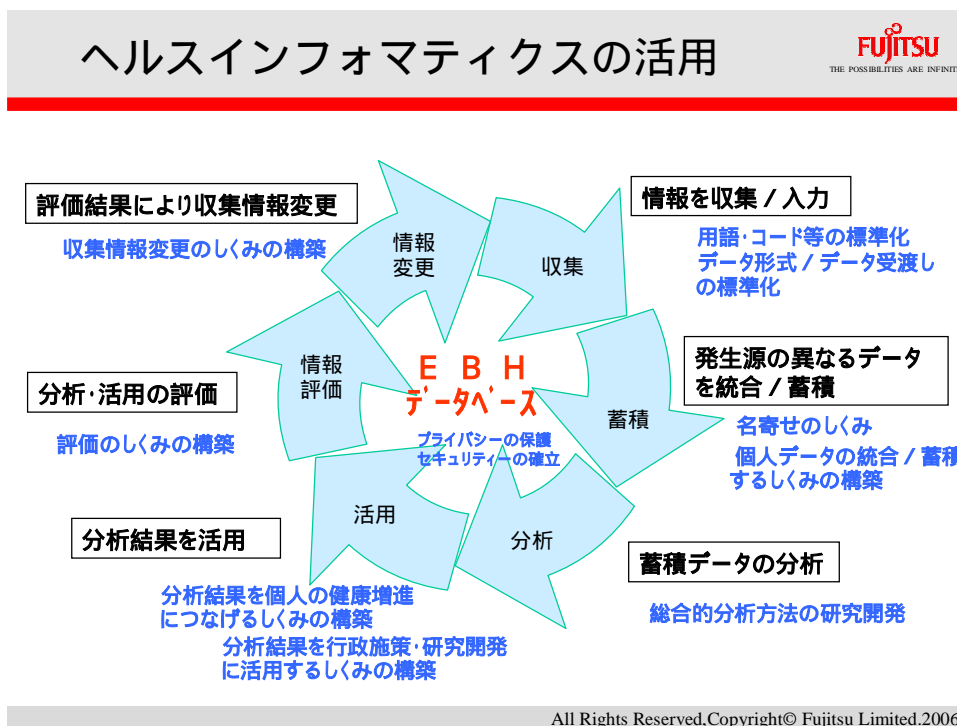 ヘルスインフォマティクスの活用
FUJITSU
THE POSSIBILITIES ARE INFINIT
評価結果により収集情報変更
収集情報変更のしくみの構築
情報
変更
収集
情報を収集 / 入力
用語・コード等の標準化
データ形式 / データ受渡し
の標準化
分析・活用の評価
評価のしくみの構築
情報
評価
E B H
データベース
プライバシーの保護
セキュリティーの確立
蓄積
発生源の異なるデータ
を統合 / 蓄積
名寄せのしくみ
個人データの統合 / 蓄積
するしくみの構築
分析結果を活用
活用
分析
分析結果を個人の健康増進
につなげるしくみの構築
分析結果を行政施策・研究開発
に活用するしくみの構築
蓄積データの分析
総合的分析方法の研究開発
All Rights Reserved,Copyright© Fujitsu Limited.2006